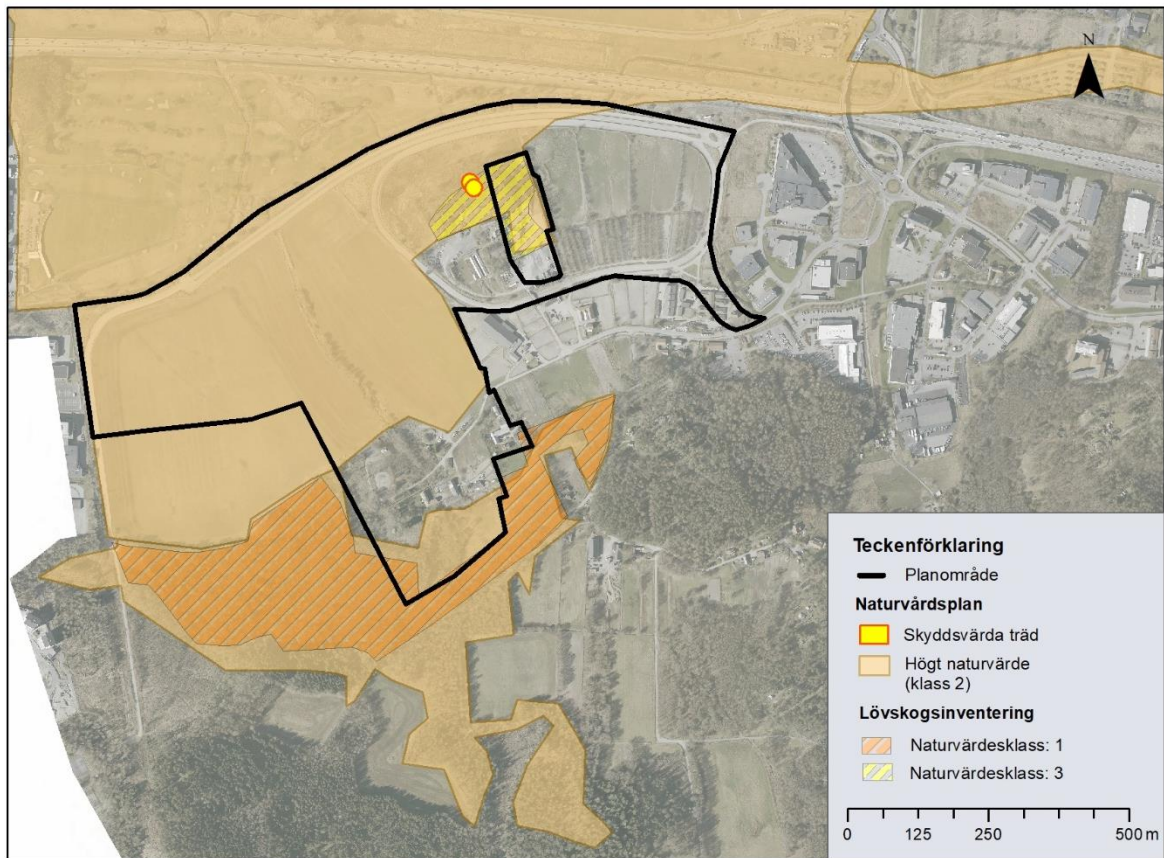 N
Teckenförklaring
Planområde
Naturvårdsplan
Skyddsvärda träd
Högt naturvärde
(klass 2)
Lövskogsinventering
Naturvärdesklass: 1
Naturvärdesklass: 3
0 125 250 500 m